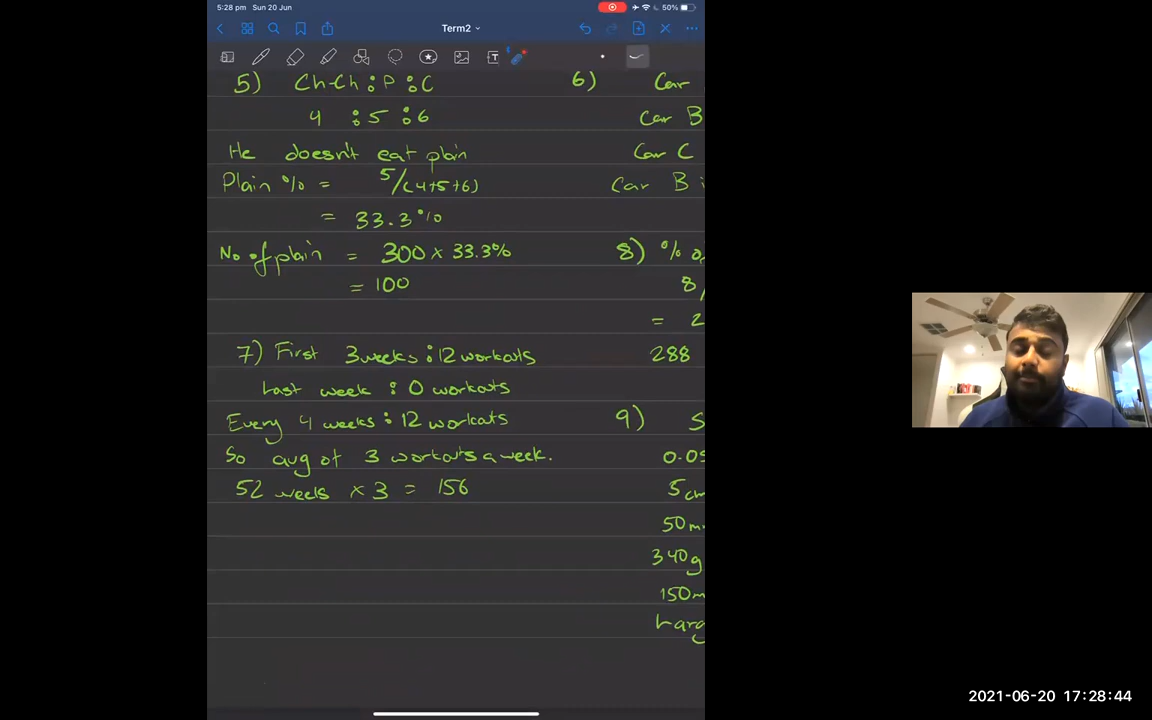 5:28 pm Sun 20 Jun
50%
Term2
5) Ch-Ch : P : C
4 : 5 : 6
He doesn't eat plain
Plain % = 5/(4+5+6)
= 33.3%
No of plain = 300 x 33.3%
= 100
7) First 3 weeks : 12 workouts
Last week : 0 workouts
Every 4 weeks : 12 workouts
So avg of 3 workouts a week.
52 weeks x 3 = 156
6) Car
Car B
Car C
Car B i
8) % o
8/
= 2
288
9) S
0.05
5cm
50m
340g
150m
Larg
2021-06-20 17:28:44